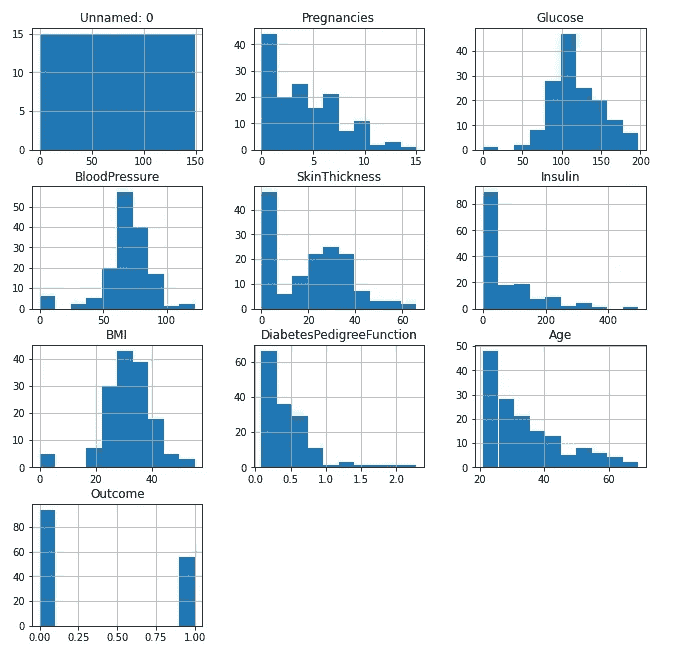 Unnamed: 0 Pregnancies Glucose
15 10 5 0
0 50 100 150
40 30 20 10 0
0 5 10 15
40 30 20 10 0
0 50 100 150 200
BloodPressure SkinThickness Insulin
50 40 30 20 10 0
0 50 100
40 30 20 10 0
0 20 40 60
80 60 40 20 0
0 200 400
BMI DiabetesPedigreeFunction Age
40 30 20 10 0
0 20 40
60 40 20 0
0.0 0.5 1.0 1.5 2.0
50 40 30 20 10 0
20 40 60
Outcome
80 60 40 20 0
0.00 0.25 0.50 0.75 1.00